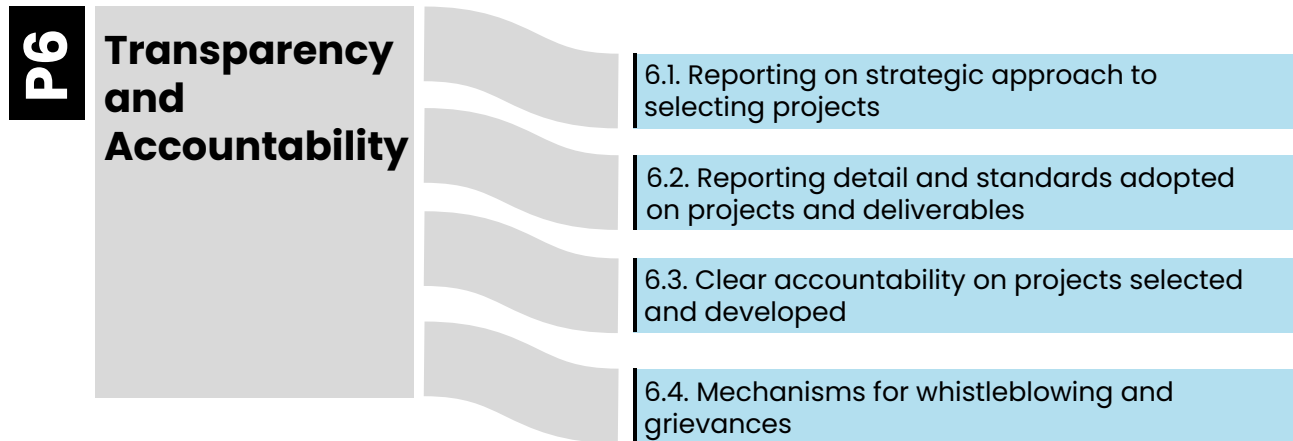 P6
Transparency
and
Accountability
6.1. Reporting on strategic approach to
selecting projects
6.2. Reporting detail and standards adopted
on projects and deliverables
6.3. Clear accountability on projects selected
and developed
6.4. Mechanisms for whistleblowing and
grievances